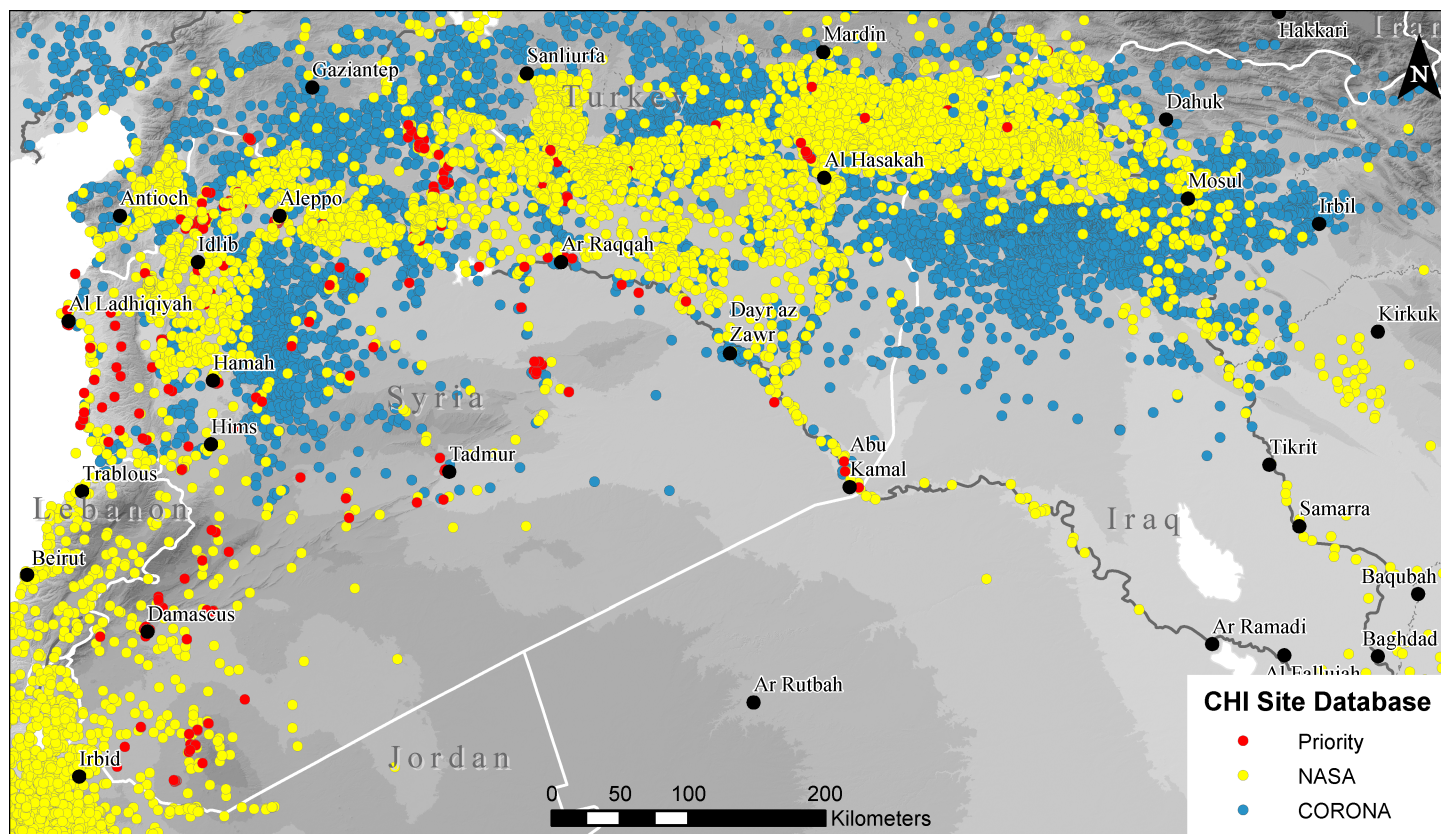 Hakkari
Iran
N
Mardin
Sanliurfa
Gaziantep
Turkey
Dahuk
Al Hasakah
Mosul
Antioch
Aleppo
Irbil
Idlib
Ar Raqqah
Al Ladhiqiyah
Dayr az
Zawr
Kirkuk
Hamah
Syria
Hims
Abu
Kamal
Tadmur
Tikrit
Trablous
Lebanon
Iraq
Samarra
Beirut
Baqubah
Damascus
Ar Ramadi
Baghdad
Al Fallujah
Ar Rutbah
Irbid
Jordan
CHI Site Database
Priority
NASA
CORONA
0 50 100 200
Kilometers